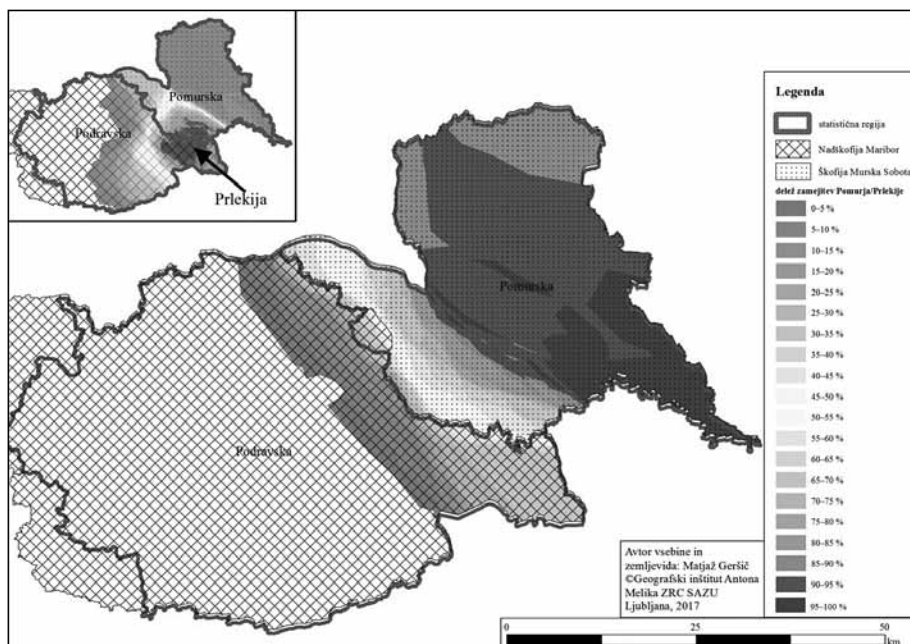 Pomurska
Podravska
Prlekija
Pomurska
Podravska
Legenda
statistična regija
Nadškofija Maribor
Škofija Murska Sobota
delež zamejitev Pomurja/Prlekije
0–5 %
5–10 %
10–15 %
15–20 %
20–25 %
25–30 %
30–35 %
35–40 %
40–45 %
45–50 %
50–55 %
55–60 %
60–65 %
65–70 %
70–75 %
75–80 %
80–85 %
85–90 %
90–95 %
95–100 %
Avtor vsebine in
zemljevida: Matjaž Geršič
©Geografski inštitut Antona
Melika ZRC SAZU
Ljubljana, 2017
0 25 50
km